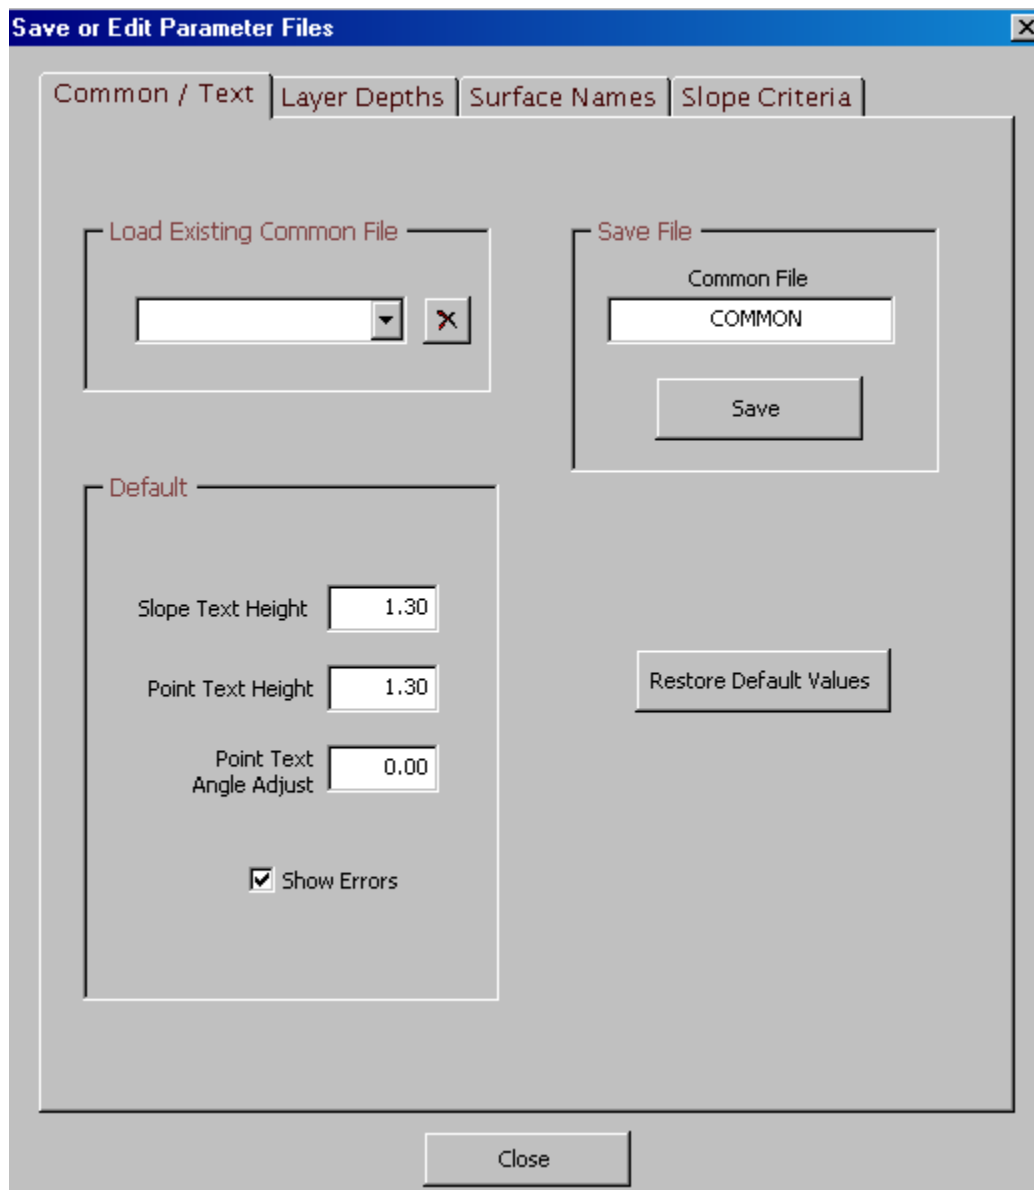 Save or Edit Parameter Files
Common / Text
Layer Depths
Surface Names
Slope Criteria
Load Existing Common File
Save File
Common File
COMMON
Save
Default
Slope Text Height
1.30
Point Text Height
1.30
Point Text
Angle Adjust
0.00
Show Errors
Restore Default Values
Close